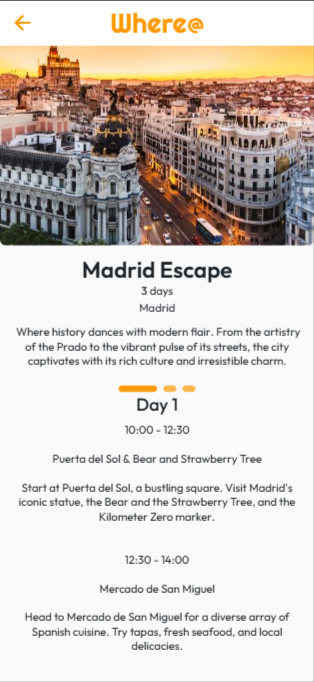 Where@
Madrid Escape
3 days
Madrid
Where history dances with modern flair. From the artistry
of the Prado to the vibrant pulse of its streets, the city
captivates with its rich culture and irresistible charm.
Day 1
10:00 - 12:30
Puerta del Sol & Bear and Strawberry Tree
Start at Puerta del Sol, a bustling square. Visit Madrid's
iconic statue, the Bear and the Strawberry Tree, and the
Kilometer Zero marker.
12:30 - 14:00
Mercado de San Miguel
Head to Mercado de San Miguel for a diverse array of
Spanish cuisine. Try tapas, fresh seafood, and local
delicacies.